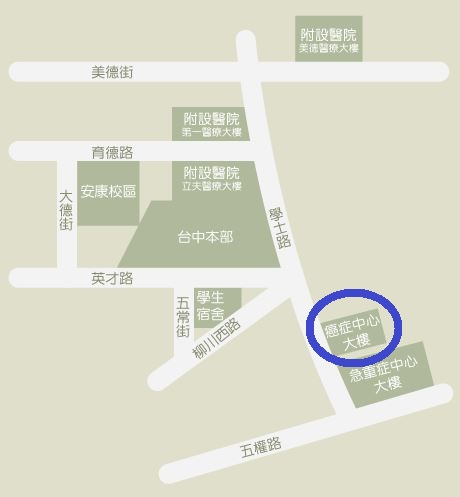 附設醫院
美德醫療大樓
美德街
附設醫院
第一醫療大樓
育德路
附設醫院
立夫醫療大樓
安康校區
大德街
學士路
台中本部
英才路
學生
宿舍
五常街
柳川西路
癌症中心
大樓
急重症中心
大樓
五權路